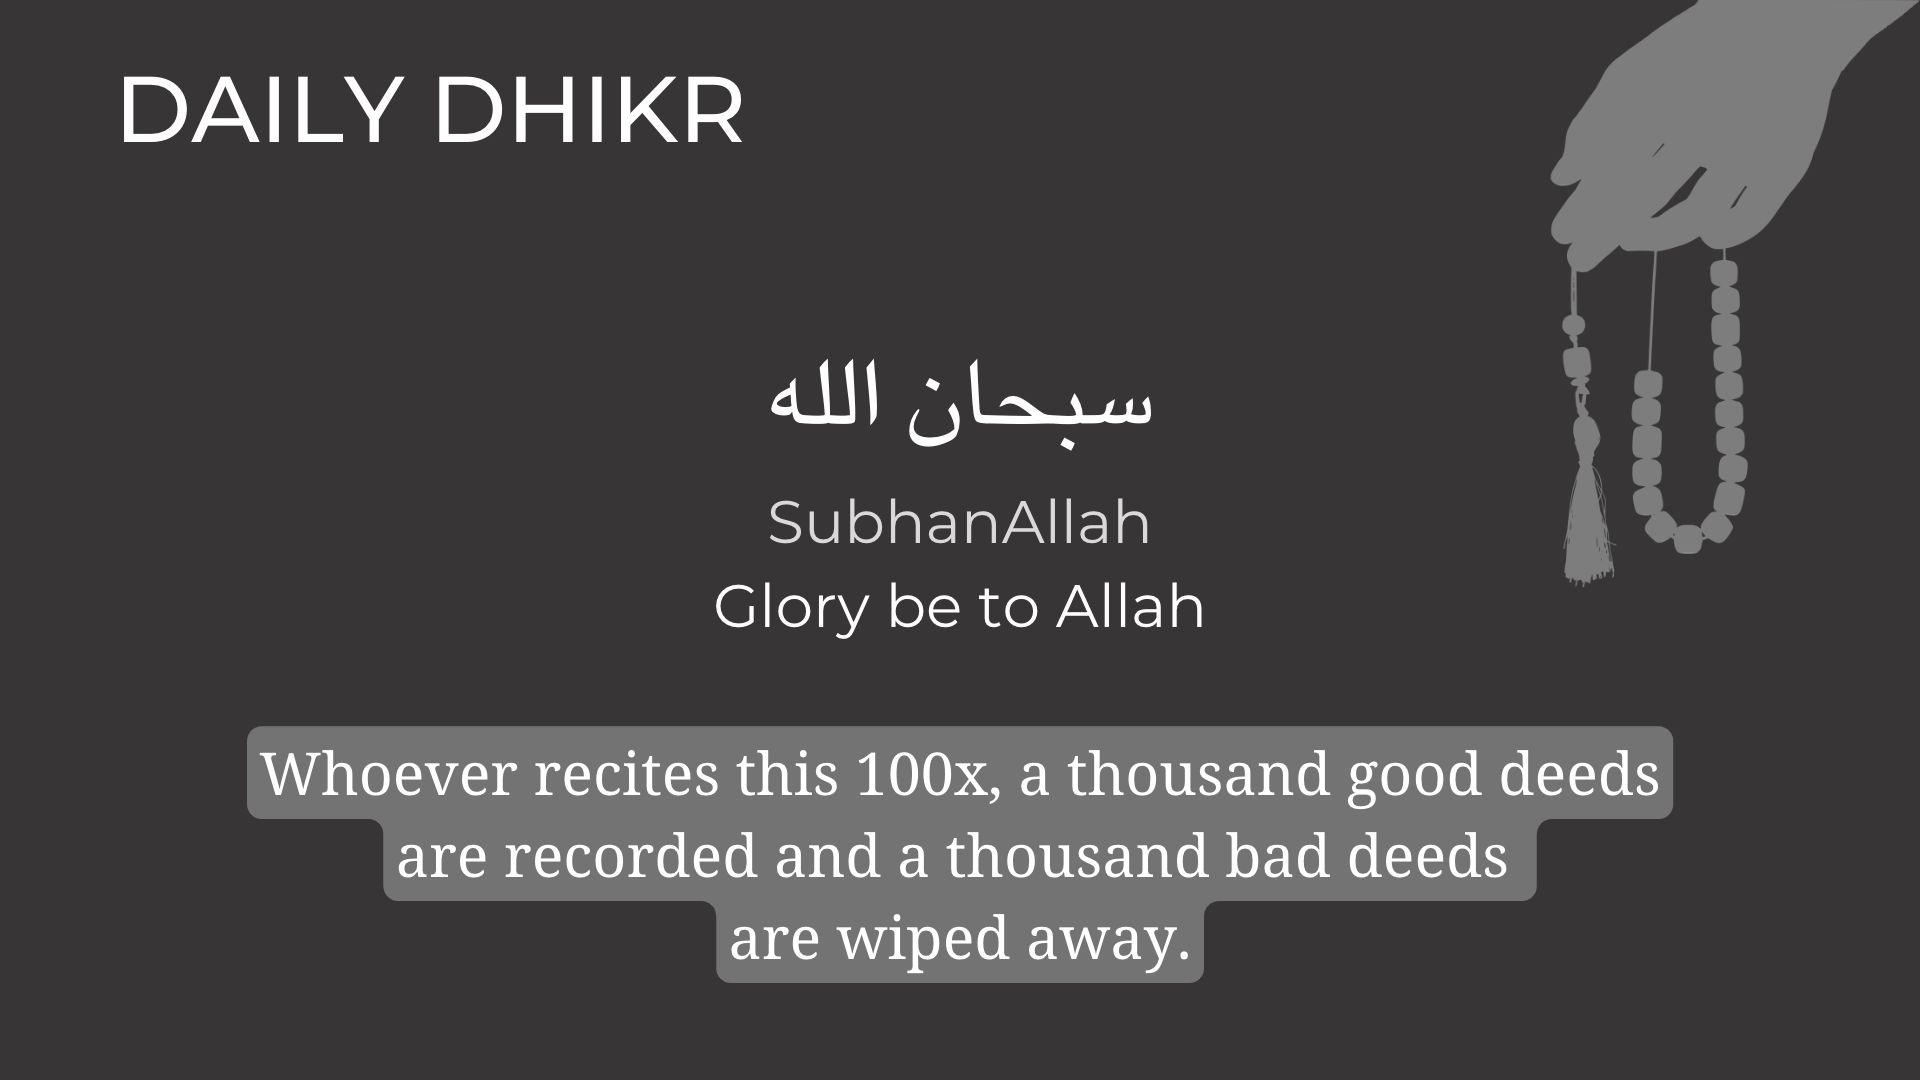 DAILY DHIKR
سبحان الله
SubhanAllah
Glory be to Allah
Whoever recites this 100x, a thousand good deeds
are recorded and a thousand bad deeds
are wiped away.